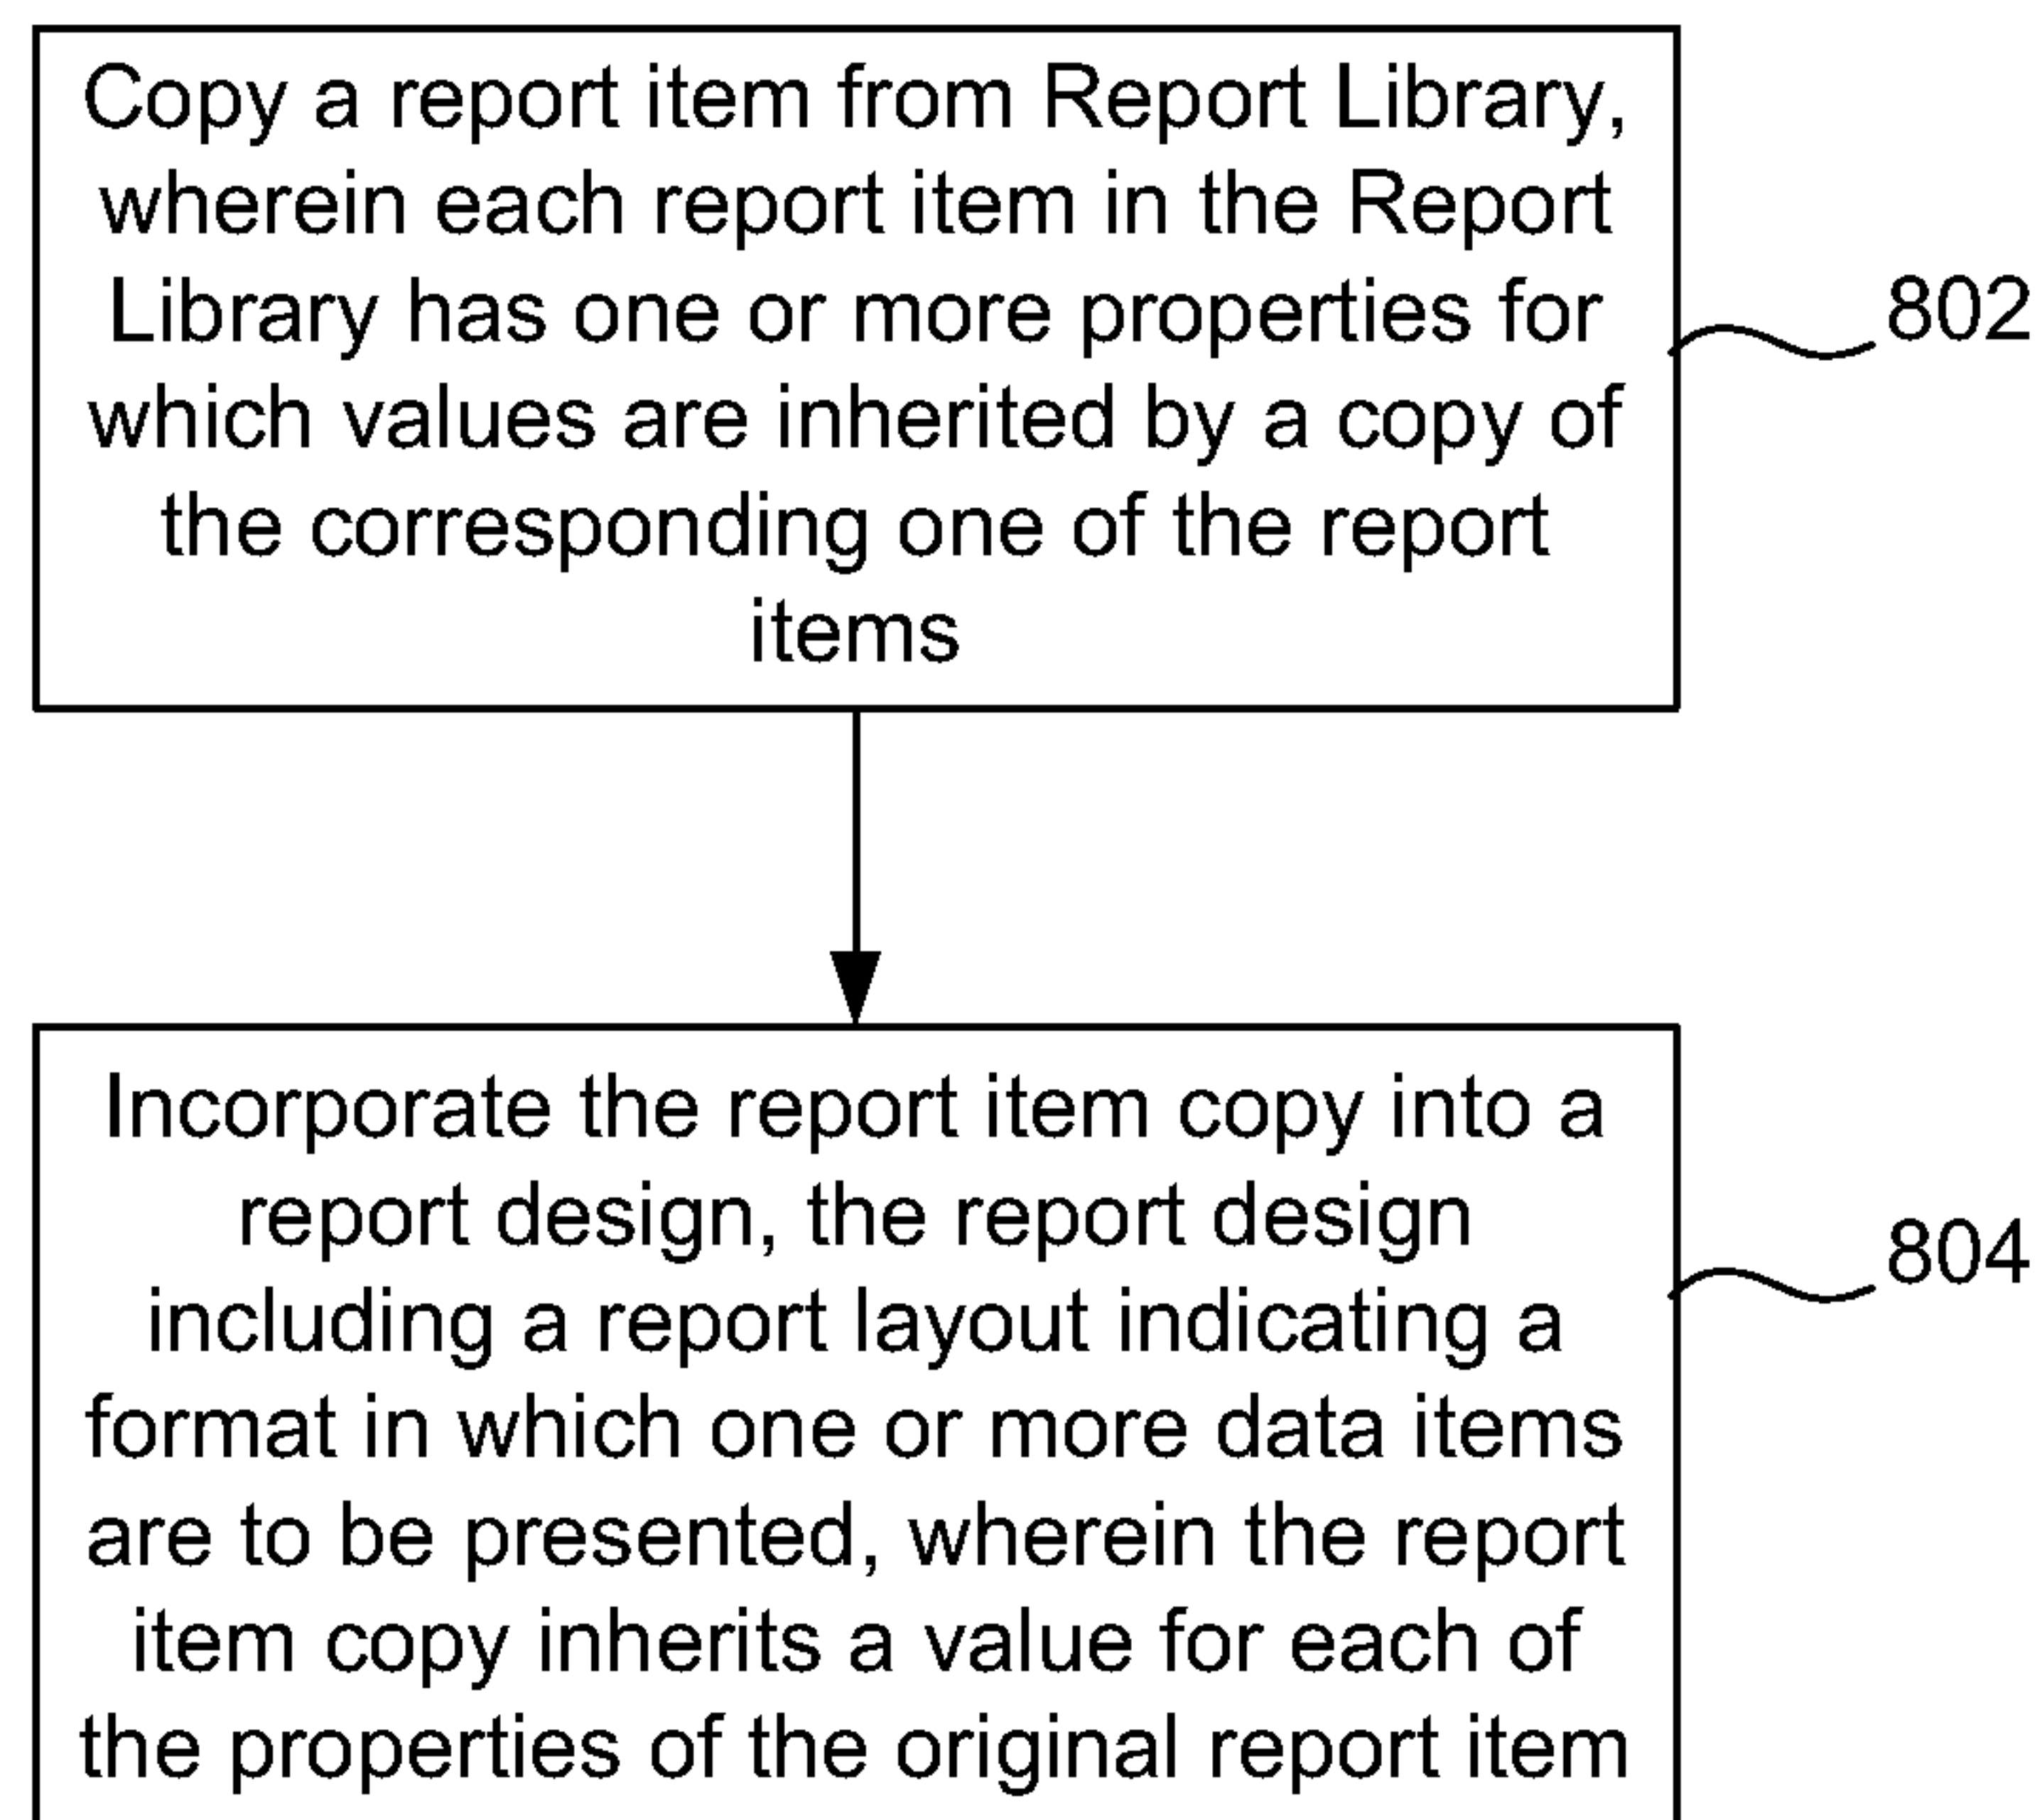 Copy a report item from Report Library,
wherein each report item in the Report
Library has one or more properties for
which values are inherited by a copy of
the corresponding one of the report
items
802
Incorporate the report item copy into a
report design, the report design
including a report layout indicating a
format in which one or more data items
are to be presented, wherein the report
item copy inherits a value for each of
the properties of the original report item
804